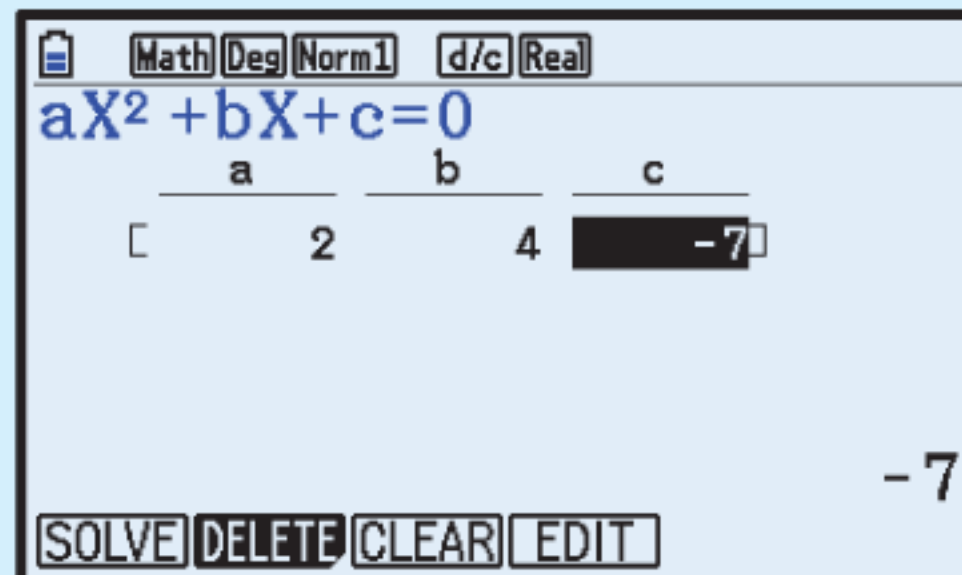 Math Deg Norm1 d/c Real
aX² +bX+c=0
a b c
2 4 -7
-7
SOLVE DELETE CLEAR EDIT